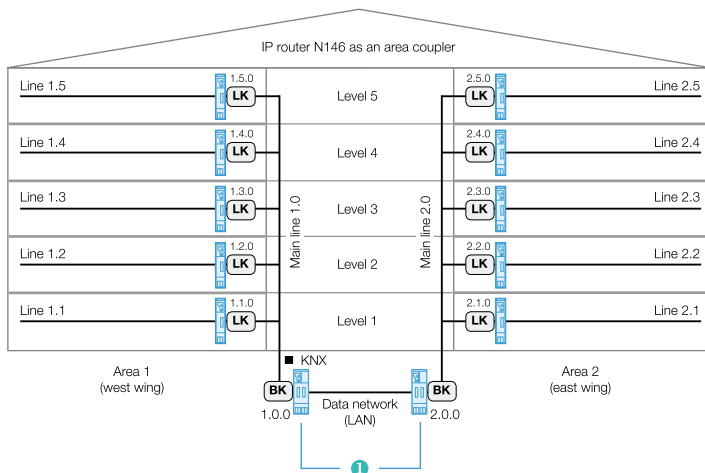 IP router N146 as an area coupler
Line 1.5
1.5.0
LK
Level 5
2.5.0
LK
Line 2.5
Line 1.4
1.4.0
LK
Level 4
2.4.0
LK
Line 2.4
Line 1.3
1.3.0
LK
Level 3
2.3.0
LK
Line 2.3
Main line 1.0
Main line 2.0
Line 1.2
1.2.0
LK
Level 2
2.2.0
LK
Line 2.2
Line 1.1
1.1.0
LK
Level 1
2.1.0
LK
Line 2.1
Area 1
(west wing)
KNX
Area 2
(east wing)
BK
1.0.0
Data network
(LAN)
BK
2.0.0
1